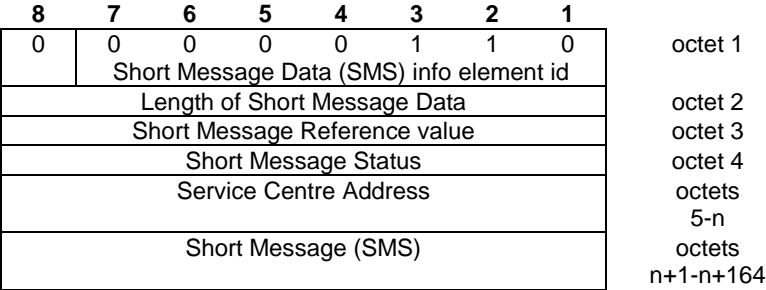 8 7 6 5 4 3 2 1
0 0 0 0 0 1 1 0 octet 1
Short Message Data (SMS) info element id
Length of Short Message Data octet 2
Short Message Reference value octet 3
Short Message Status octet 4
Service Centre Address octets
5-n
Short Message (SMS) octets
n+1-n+164